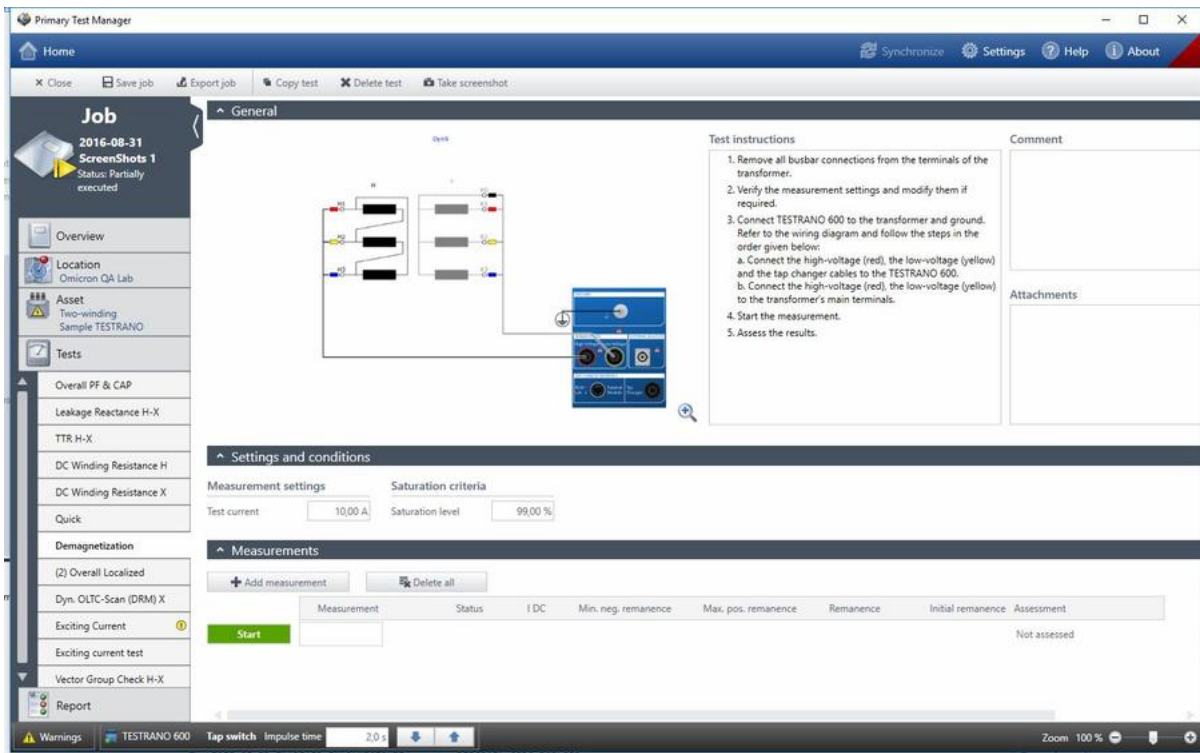 Primary Test Manager
Home
Synchronize
Settings
Help
About
Close
Save job
Export job
Copy test
Delete test
Take screenshot
Job
2016-08-31
ScreenShots 1
Status: Partially
executed
Overview
Location
Omicron QA Lab
Asset
Two-winding
Sample TESTRANO
Tests
Overall PF & CAP
Leakage Reactance H-X
TTR H-X
DC Winding Resistance H
DC Winding Resistance X
Quick
Demagnetization
(2) Overall Localized
Dyn. OLTC-Scan (DRM) X
Exciting Current
Exciting current test
Vector Group Check H-X
Report
General
Dyn5
H1
H2
H3
Test instructions
1. Remove all busbar connections from the terminals of the
transformer.
2. Verify the measurement settings and modify them if
required.
3. Connect TESTRANO 600 to the transformer and ground.
Refer to the wiring diagram and follow the steps in the
order given below:
a. Connect the high-voltage (red), the low-voltage (yellow)
and the tap changer cables to the TESTRANO 600.
b. Connect the high-voltage (red), the low-voltage (yellow)
to the transformer's main terminals.
4. Start the measurement.
5. Assess the results.
Comment
Attachments
Settings and conditions
Measurement settings
Saturation criteria
Test current
10,00 A
Saturation level
99,00 %
Measurements
Add measurement
Delete all
Measurement
Status
I DC
Min. neg. remanence
Max. pos. remanence
Remanence
Initial remanence
Assessment
Start
Not assessed
Warnings
TESTRANO 600
Tap switch
Impulse time
2,0 s
Zoom 100 %